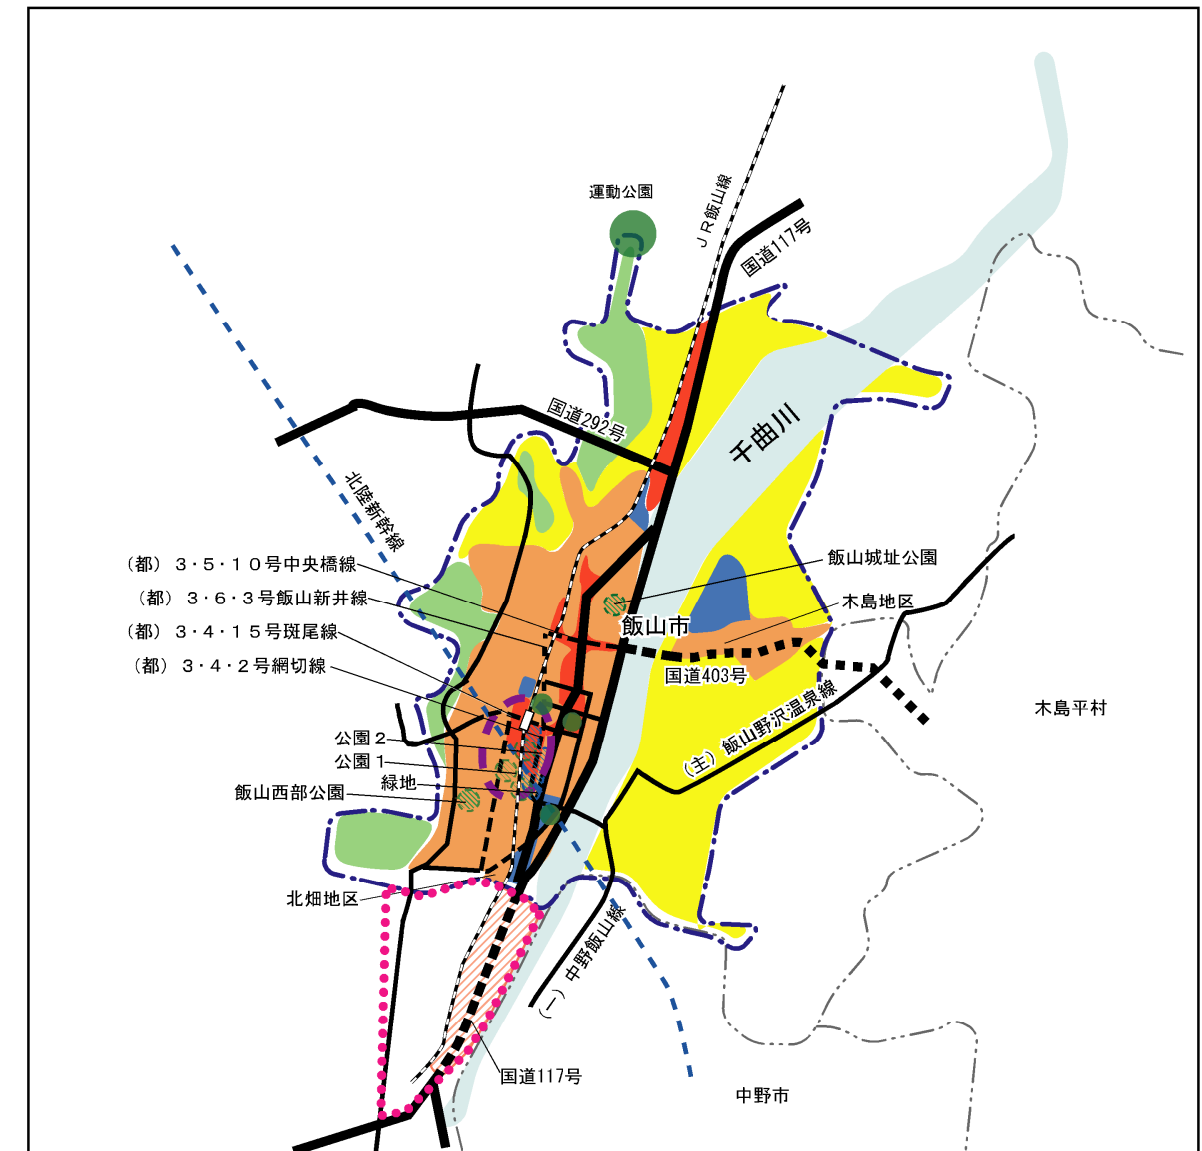 運動公園
JR飯山線
国道117号
国道292号
千曲川
北陸新幹線
(都) 3・5・10号中央橋線
飯山城址公園
(都) 3・6・3号飯山新井線
木島地区
(都) 3・4・15号斑尾線
飯山市
(都) 3・4・2号網切線
国道403号
木島平村
(主) 飯山野沢温泉線
公園2
公園1
緑地
飯山西部公園
北畑地区
(一) 中野飯山線
国道117号
中野市